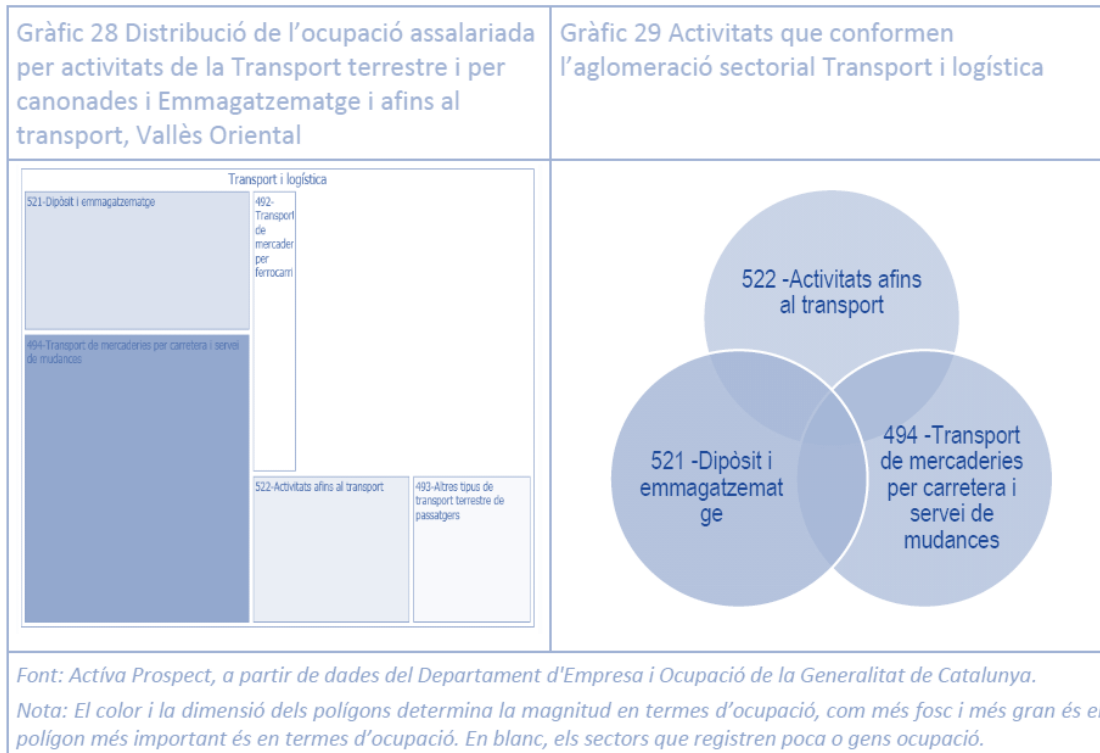 Gràfic 28 Distribució de l’ocupació assalariada
per activitats de la Transport terrestre i per
canonades i Emmagatzematge i afins al
transport, Vallès Oriental
Gràfic 29 Activitats que conformen
l’aglomeració sectorial Transport i logística
Transport i logística
521-Dipòsit i emmagatzematge
492-
Transport
de
mercader
per
ferrocarri
494-Transport de mercaderies per carretera i servei
de mudances
522-Activitats afins al transport
493-Altres tipus de
transport terrestre de
passatgers
522 -Activitats afins
al transport
521 -Dipòsit i
emmagatzemat
ge
494 -Transport
de mercaderies
per carretera i
servei de
mudances
Font: Actíva Prospect, a partir de dades del Departament d'Empresa i Ocupació de la Generalitat de Catalunya.
Nota: El color i la dimensió dels polígons determina la magnitud en termes d’ocupació, com més fosc i més gran és e
polígon més important és en termes d’ocupació. En blanc, els sectors que registren poca o gens ocupació.